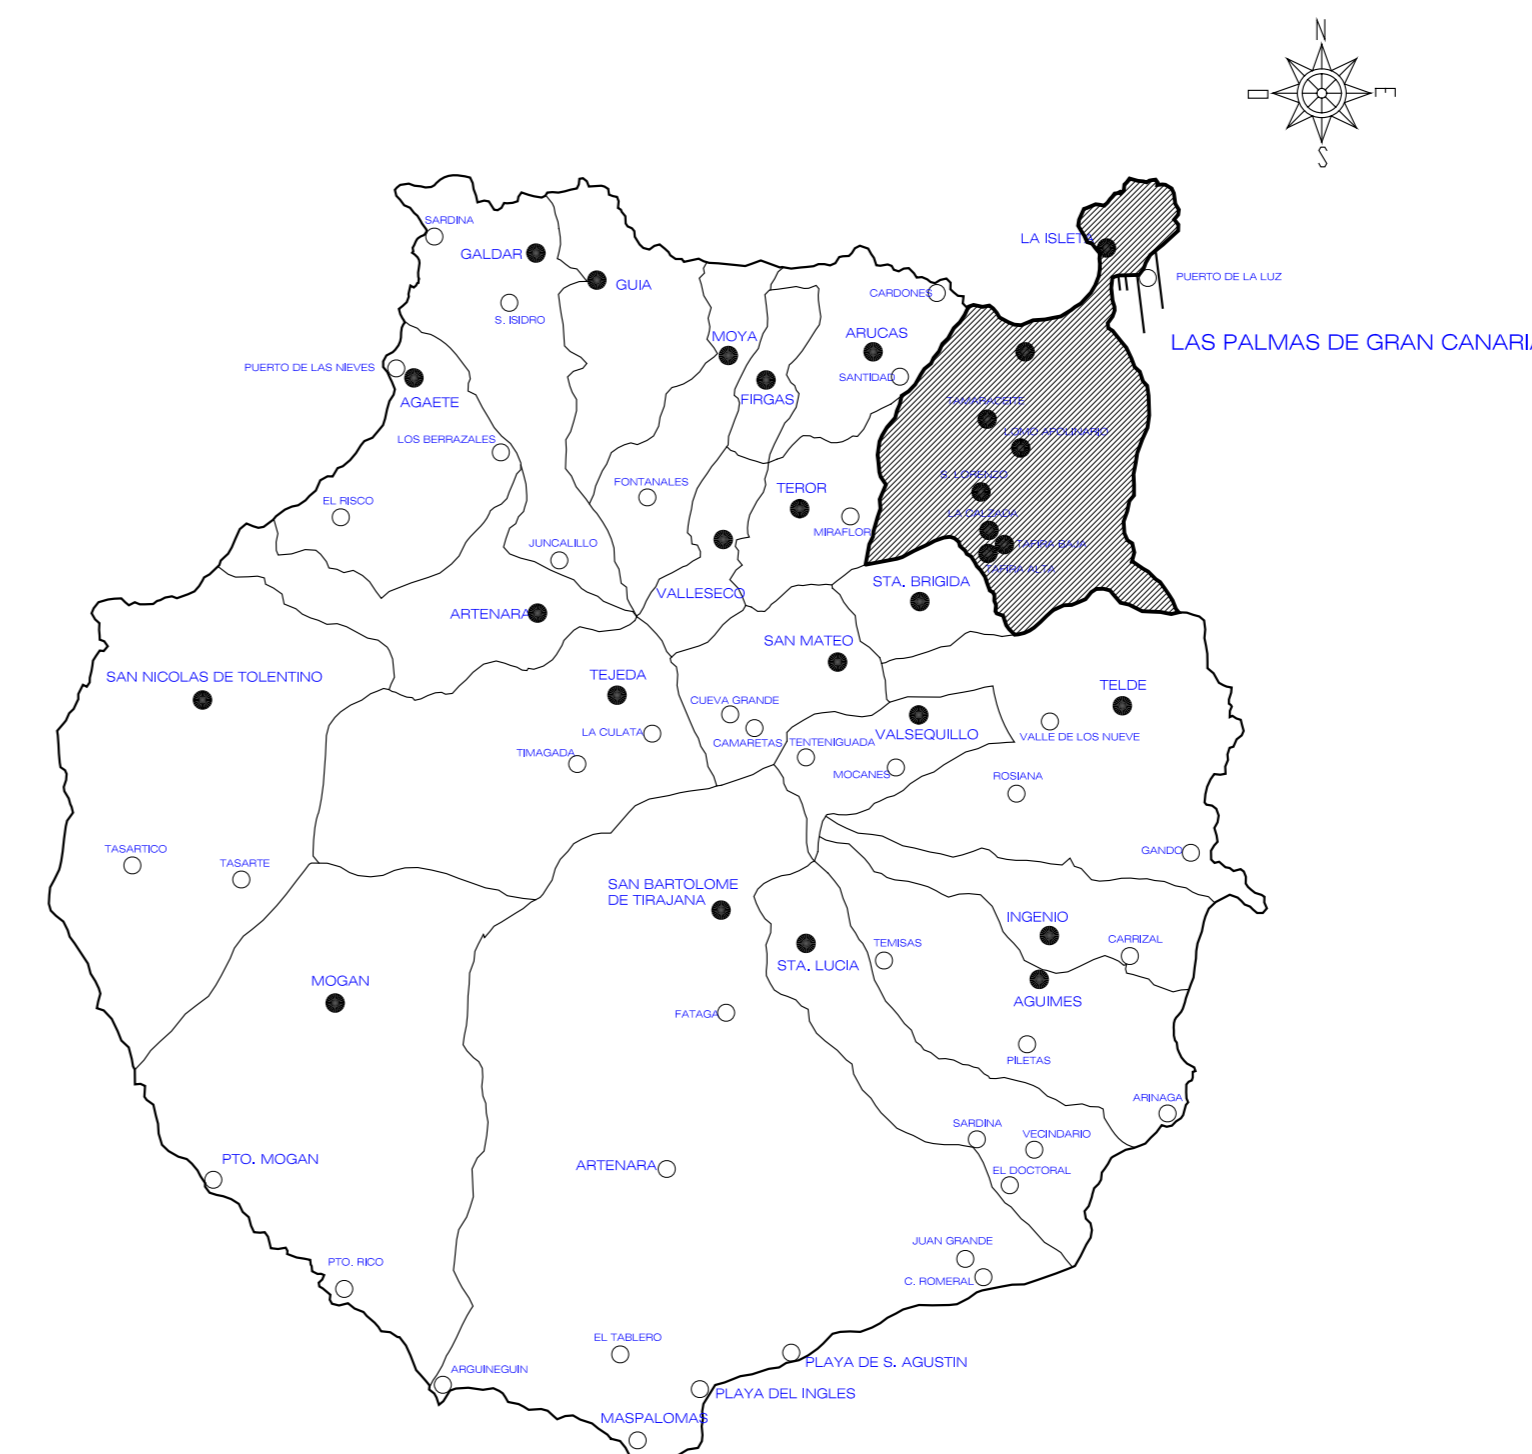 N
O
E
S
SARDINA
GALDAR
GUIA
S. ISIDRO
LA ISLETA
PUERTO DE LA LUZ
CARDONES
MOYA
ARUCAS
LAS PALMAS DE GRAN CANARIA
PUERTO DE LAS NIEVES
AGAETE
FIRGAS
SANTIDAD
TAMARACEITE
LOMO APOLINARIO
LOS BERRAZALES
FONTANALES
TEROR
S. LORENZO
EL RISCO
LA CALZADA
MIRAFLOR
JUNCALILLO
TAFIRA BAJA
TAFIRA ALTA
STA. BRIGIDA
VALLESECO
ARTENARA
SAN MATEO
SAN NICOLAS DE TOLENTINO
TEJEDA
TELDE
CUEVA GRANDE
LA CULATA
CAMARETAS
TENTENIGUADA
VALSEQUILLO
VALLE DE LOS NUEVE
TIMAGADA
MOCANES
ROSIANA
TASARTICO
TASARTE
GANDO
SAN BARTOLOME
DE TIRAJANA
INGENIO
TEMISAS
CARRIZAL
STA. LUCIA
MOGAN
AGUIMES
FATAGA
PILETAS
ARINAGA
SARDINA
VECINDARIO
PTO. MOGAN
ARTENARA
EL DOCTORAL
JUAN GRANDE
PTO. RICO
C. ROMERAL
EL TABLERO
PLAYA DE S. AGUSTIN
ARGUINEGUIN
PLAYA DEL INGLES
MASPALOMAS